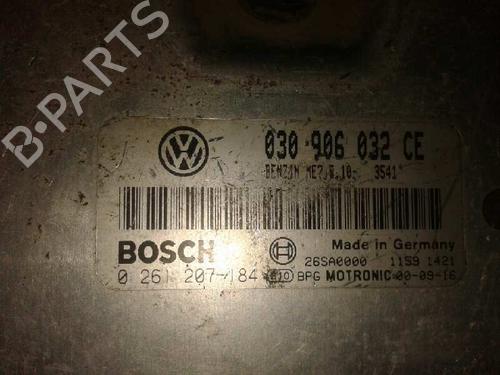 B-PARTS
030 906 032 CE
BENZIN ME7.5.10- 3541
BOSCH
Made in Germany
26SA0000 1159 1421
0 261 207 184
BPG MOTRONIC 00-09-16